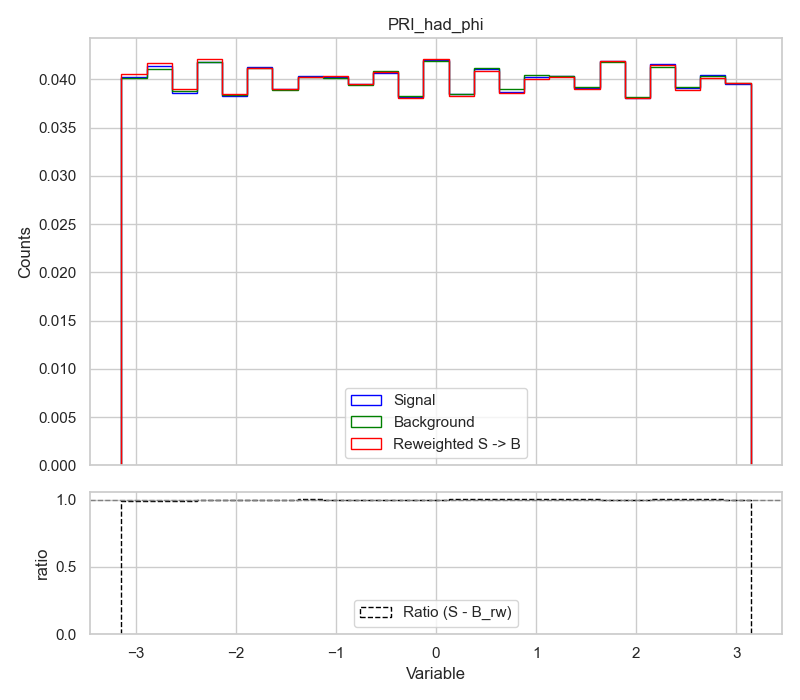 PRI_had_phi
0.040
0.035
0.030
0.025
0.020
0.015
0.010
0.005
0.000
Counts
Signal
Background
Reweighted S -> B
1.0
0.5
0.0
ratio
Ratio (S - B_rw)
−3 −2 −1 0 1 2 3
Variable